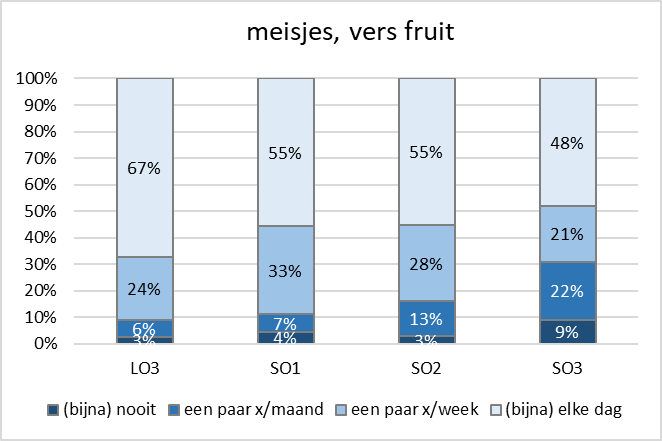 meisjes, vers fruit
100%
90%
80%
70%
60%
50%
40%
30%
20%
10%
0%
67% 55% 55% 48%
24% 33% 28% 21%
6% 7% 13% 22%
3% 4% 3% 9%
LO3 SO1 SO2 SO3
(bijna) nooit een paar x/maand een paar x/week (bijna) elke dag